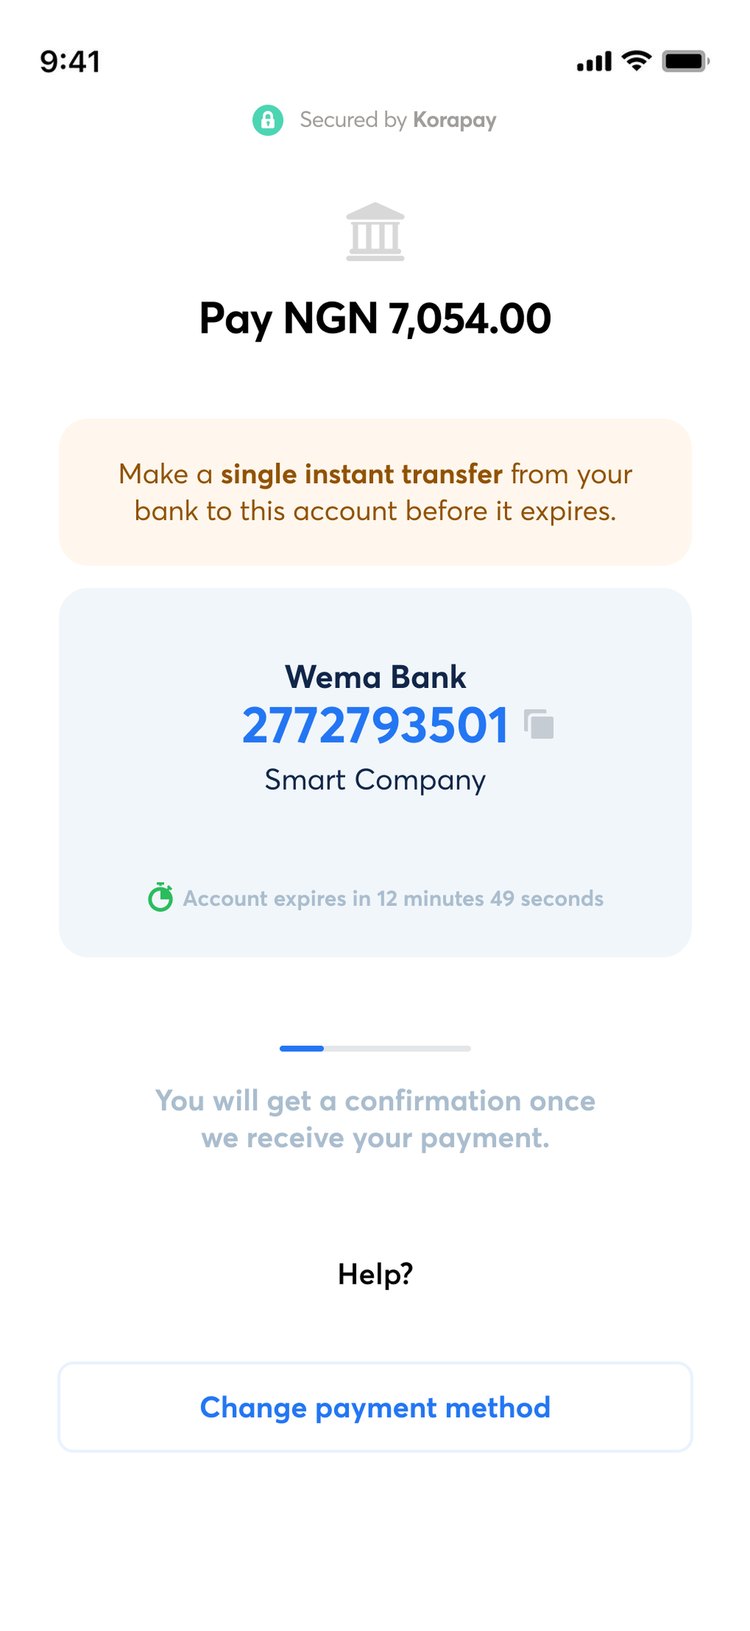 9:41
Secured by Korapay
Pay NGN 7,054.00
Make a single instant transfer from your
bank to this account before it expires.
Wema Bank
2772793501
Smart Company
Account expires in 12 minutes 49 seconds
You will get a confirmation once
we receive your payment.
Help?
Change payment method